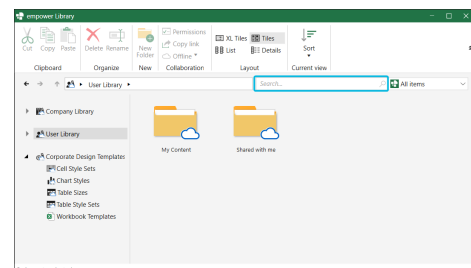 empower Library
Permissions
Copy link
Offline
XL Tiles
Tiles
List
Details
Cut
Copy
Paste
Delete
Rename
New Folder
Sort
Clipboard
Organize
New
Collaboration
Layout
Current view
User Library
Search...
All items
Company Library
User Library
Corporate Design Templates
Cell Style Sets
Chart Styles
Table Sizes
Table Style Sets
Workbook Templates
My Content
Shared with me